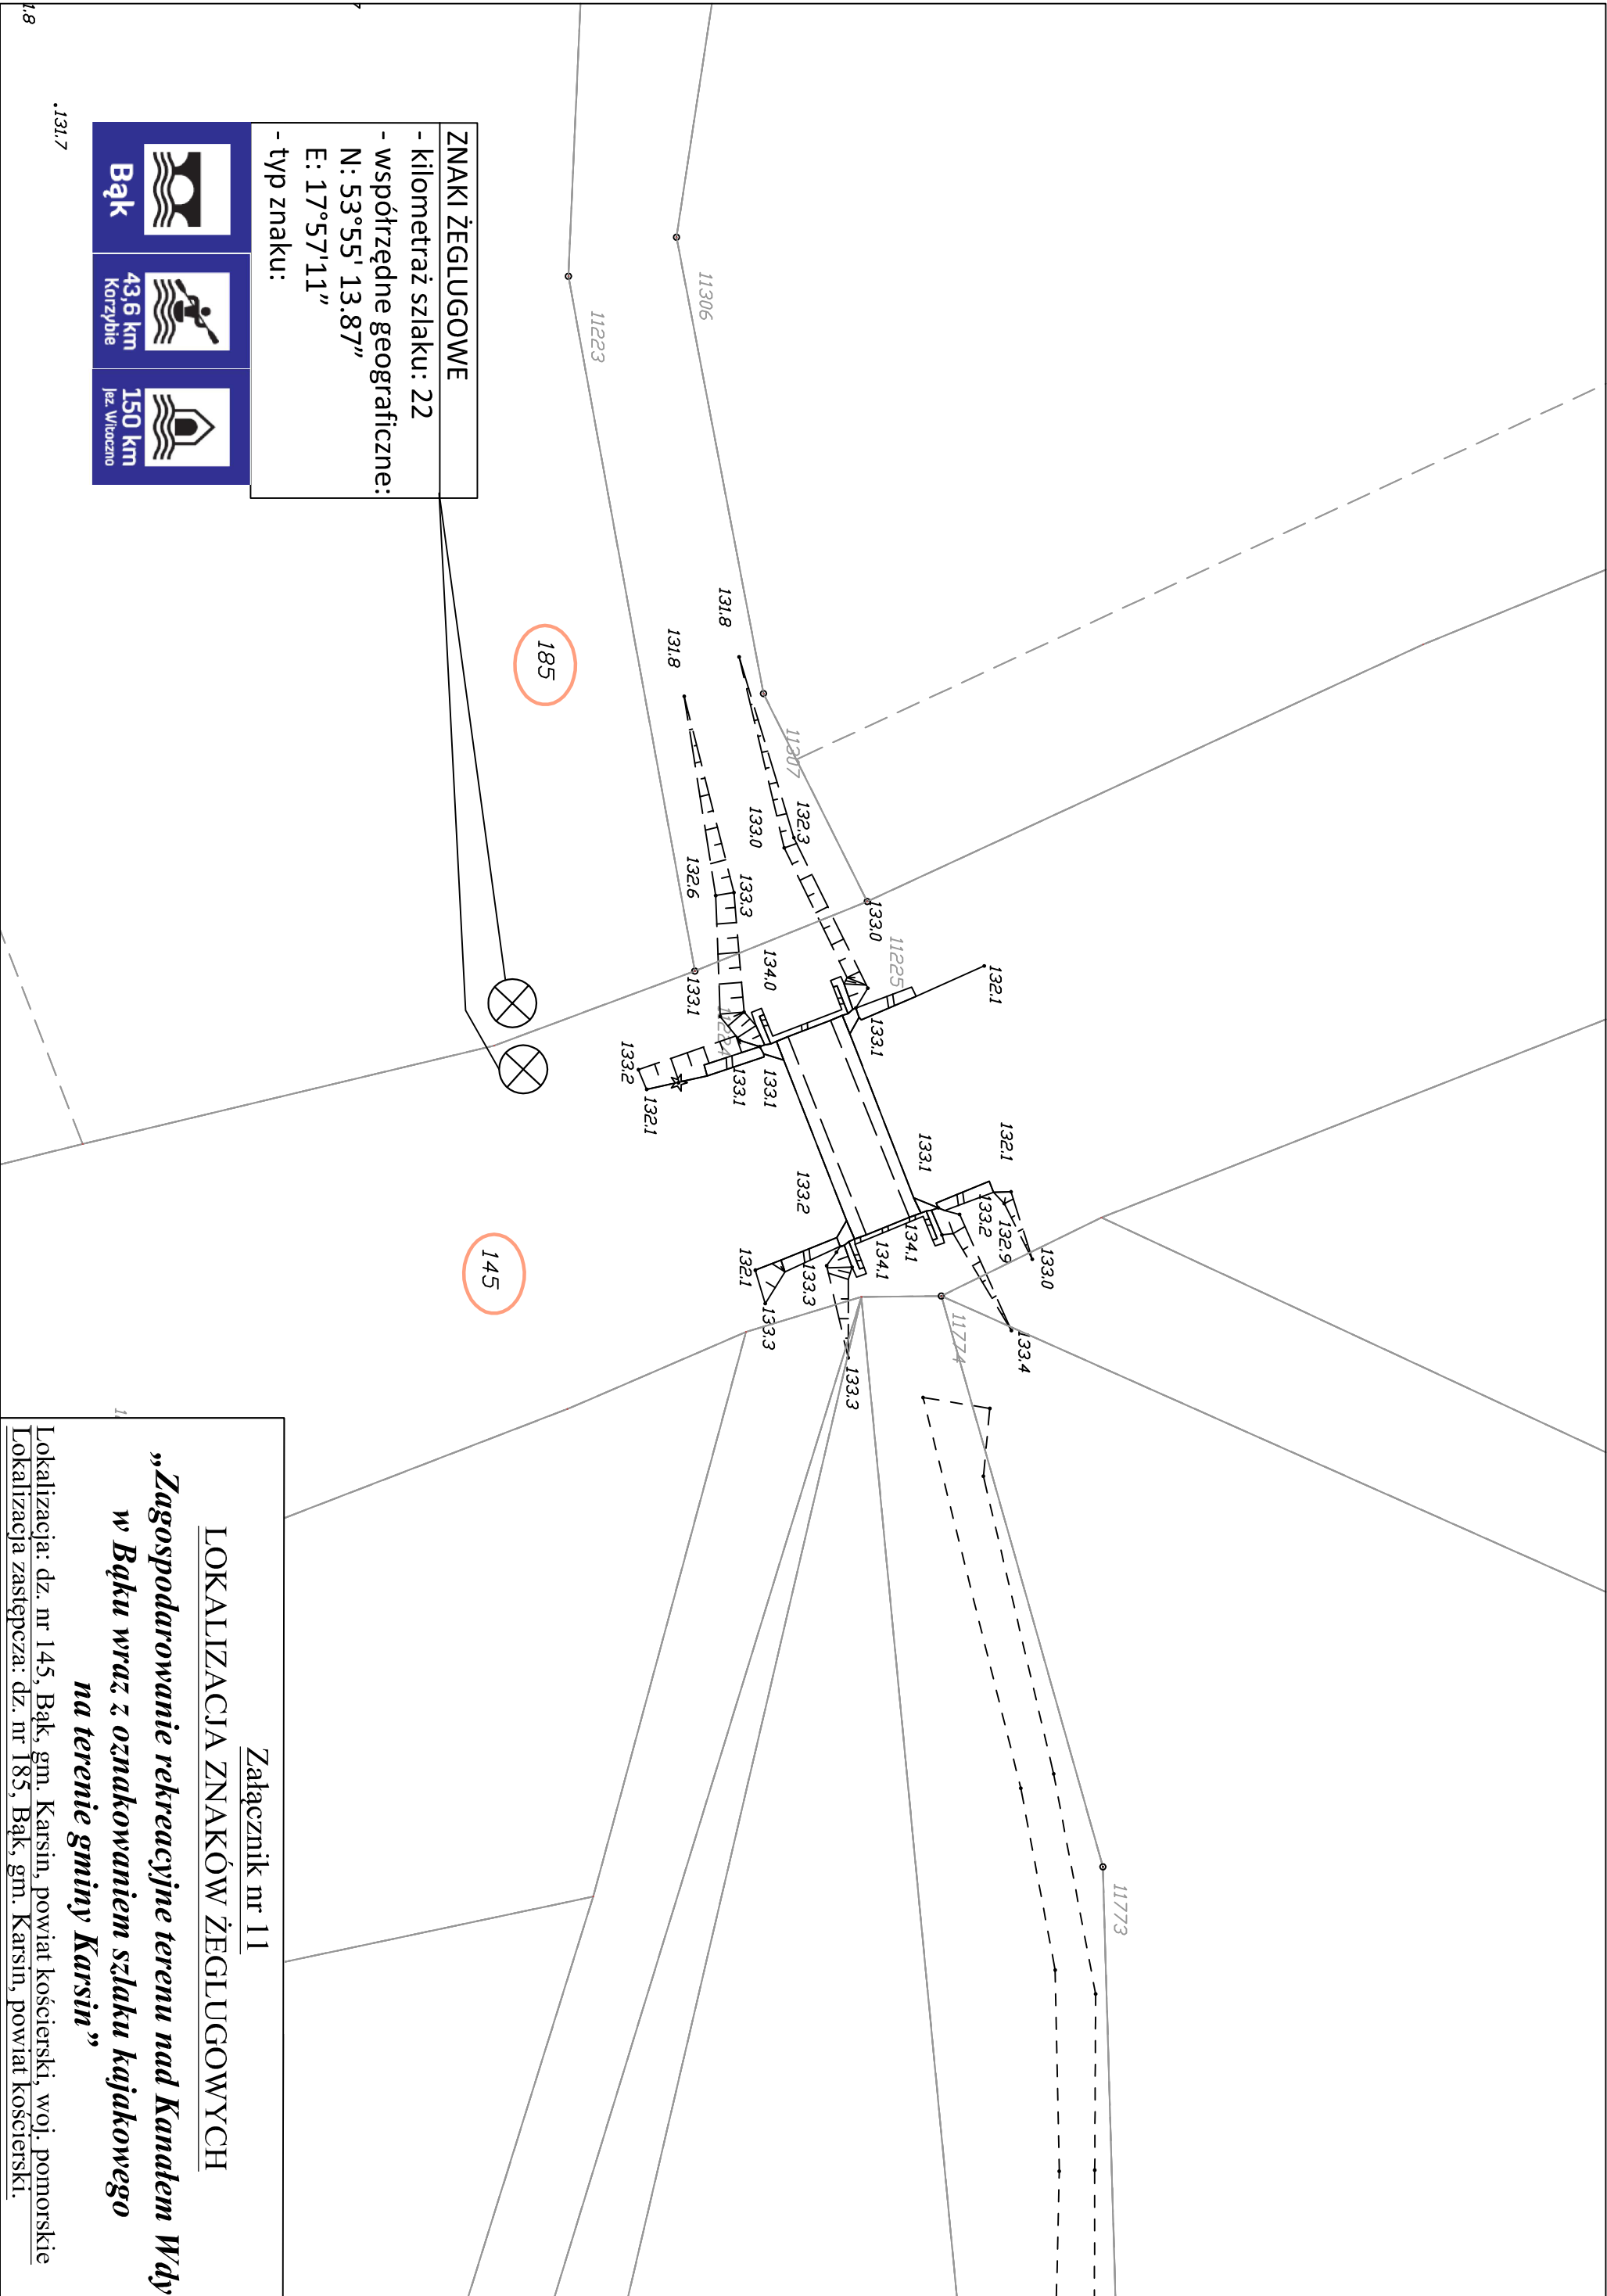 ZNAKI ŻEGLUGOWE
- kilometraż szlaku: 22
- współrzędne geograficzne:
N: 53°55' 13.87”
E: 17°57'11”
- typ znaku:
Bąk
43,6 km
Korzybie
150 km
jez. Witoczno
.131.7
1.8
11306
11223
185
131.8
131.8
11307
132.3
133.0
132.6
133.3
133.0
11225
134.0
133.1
132.1
133.1
11224
133.1
133.1
133.2
132.1
133.1
132.1
133.2
132.9
133.0
133.2
134.1
134.1
132.1
133.3
133.3
133.3
133.4
11774
145
11773
Załącznik nr 11
LOKALIZACJA ZNAKÓW ŻEGLUGOWYCH
„Zagospodarowanie rekreacyjne terenu nad Kanałem Wdy
w Bąku wraz z oznakowaniem szlaku kajakowego
na terenie gminy Karsin”
Lokalizacja: dz. nr 145, Bąk, gm. Karsin, powiat kościerski, woj. pomorskie
Lokalizacja zastępcza: dz. nr 185, Bąk, gm. Karsin, powiat kościerski.